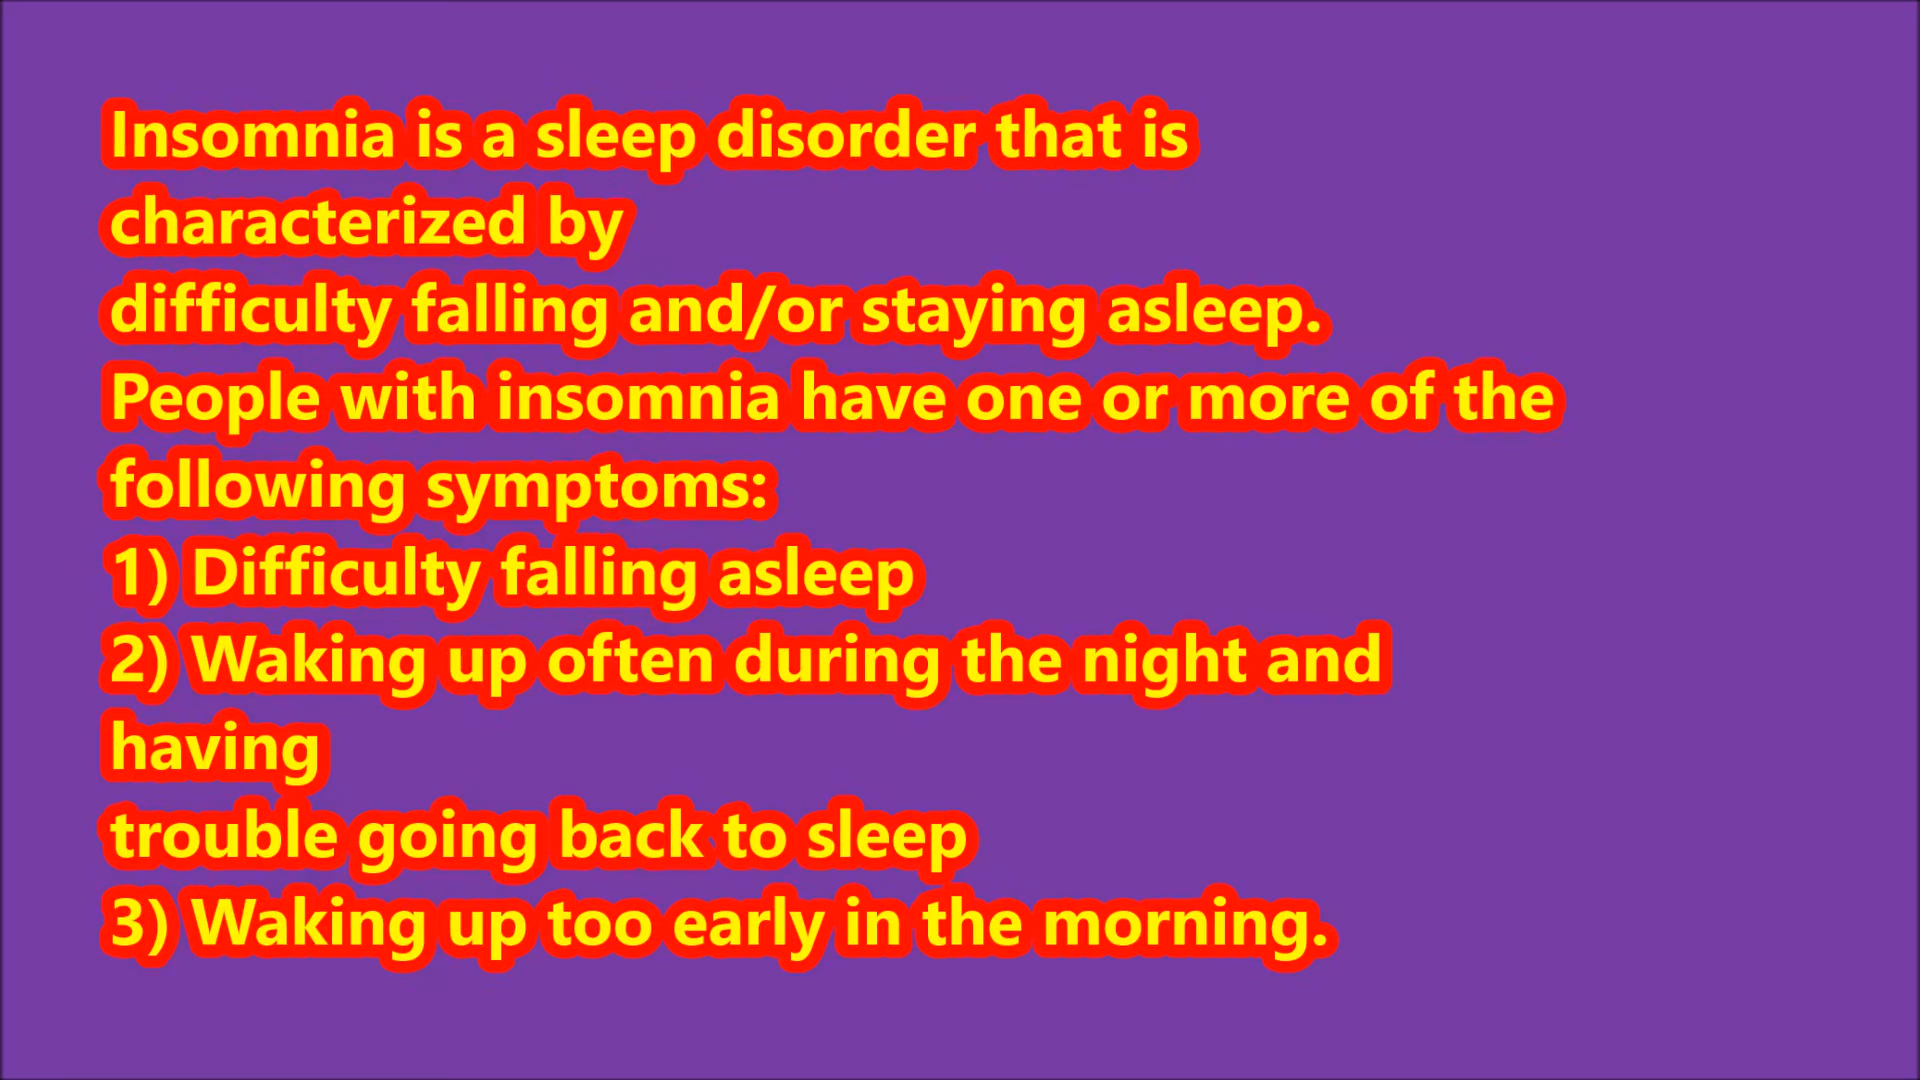 Insomnia is a sleep disorder that is
characterized by
difficulty falling and/or staying asleep.
People with insomnia have one or more of the
following symptoms:
1) Difficulty falling asleep
2) Waking up often during the night and
having
trouble going back to sleep
3) Waking up too early in the morning.